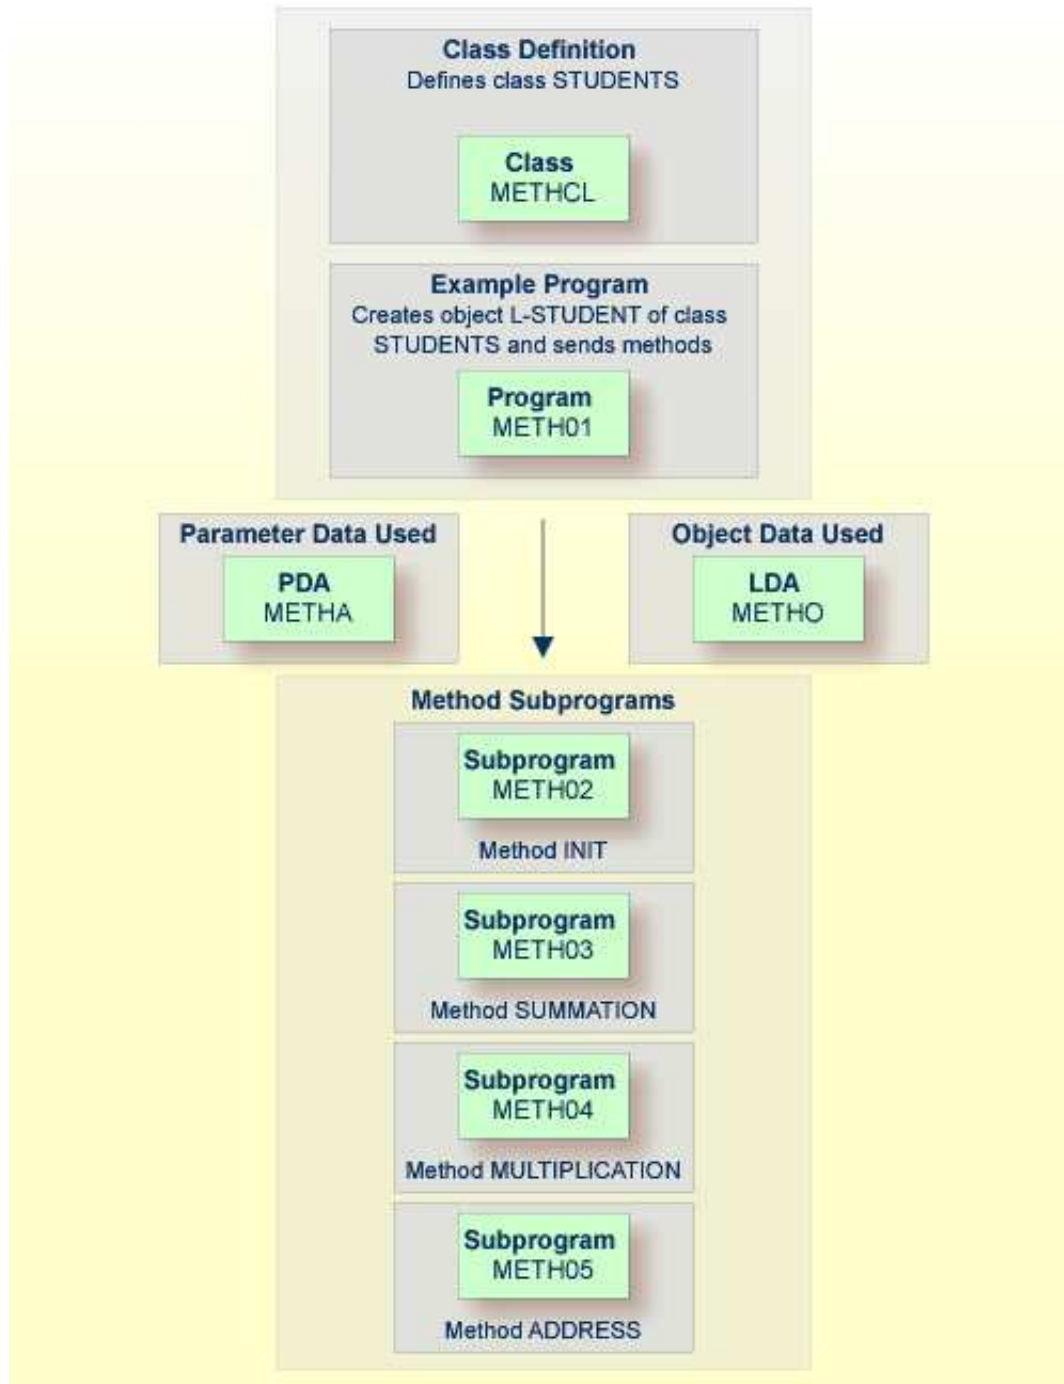 Class Definition
Defines class STUDENTS
Class
METHCL
Example Program
Creates object L-STUDENT of class
STUDENTS and sends methods
Program
METH01
Parameter Data Used
PDA
METHA
Object Data Used
LDA
METHO
Method Subprograms
Subprogram
METH02
Method INIT
Subprogram
METH03
Method SUMMATION
Subprogram
METH04
Method MULTIPLICATION
Subprogram
METH05
Method ADDRESS